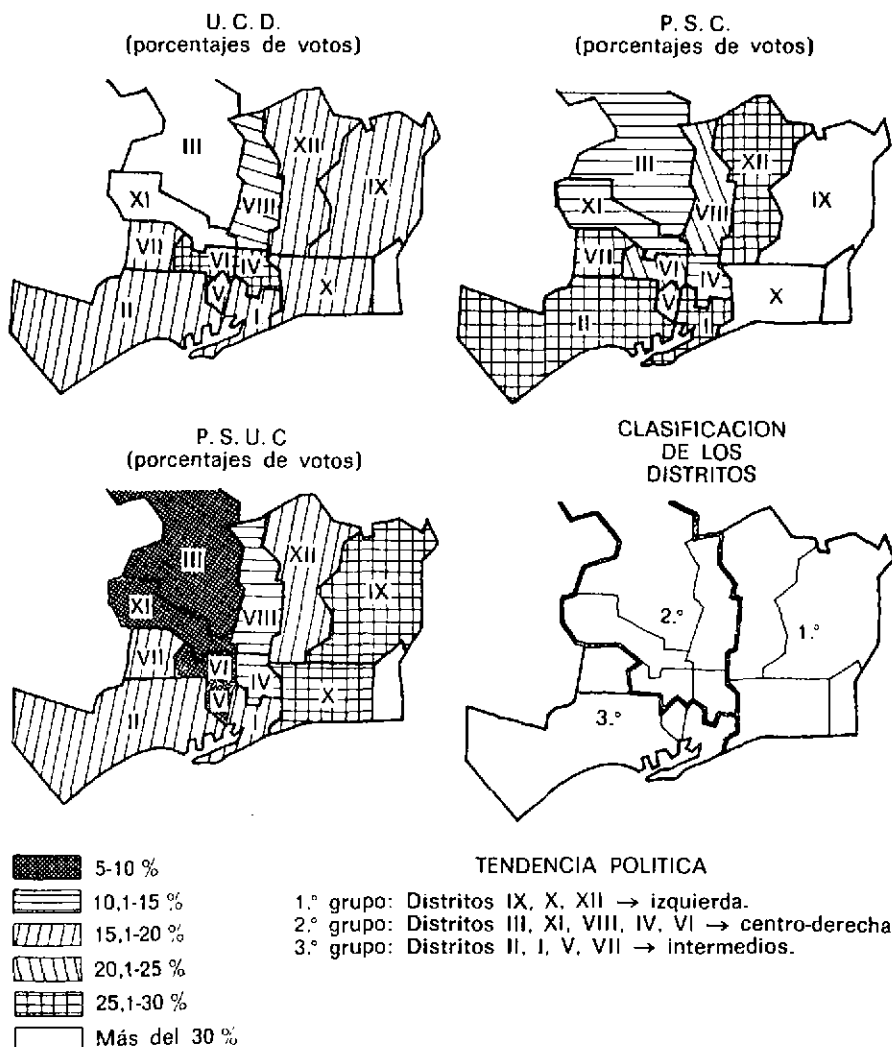 U. C. D.
(porcentajes de votos)
III
XII
IX
XI
VIII
VII
VI
IV
X
V
II
I
P. S. C.
(porcentajes de votos)
III
XII
IX
XI
VIII
VII
VI
IV
X
V
II
I
P. S. U. C
(porcentajes de votos)
III
XII
IX
XI
VIII
VII
VI
IV
X
V
II
I
CLASIFICACION
DE LOS
DISTRITOS
2.º
1.º
3.º
5-10 %
10,1-15 %
15,1-20 %
20,1-25 %
25,1-30 %
Más del 30 %
TENDENCIA POLITICA
1.º grupo: Distritos IX, X, XII → izquierda.
2.º grupo: Distritos III, XI, VIII, IV, VI → centro-derecha
3.º grupo: Distritos II, I, V, VII → intermedios.